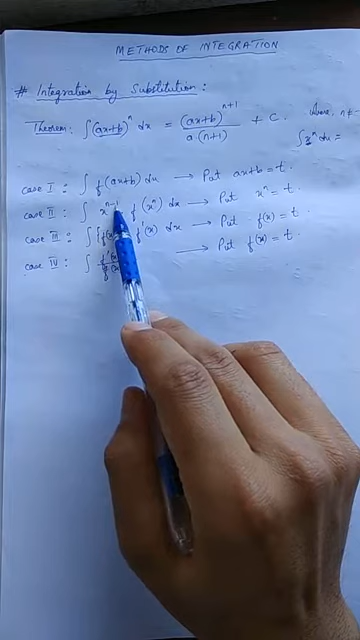 METHODS OF INTEGRATION
# Integration by Substitution :
Theorem: ∫(ax+b)^n dx = (ax+b)^(n+1) / a(n+1) + C. where, n ≠ -
∫x^n dx =
case I : ∫ f(ax+b) dx → Put ax+b = t.
case II : ∫ x^(n-1) f(x^n) dx → Put x^n = t.
case III : ∫ [f(x) f'(x) dx → Put f(x) = t.
case IV : ∫ f'(x / f(x → Put f(x) = t.